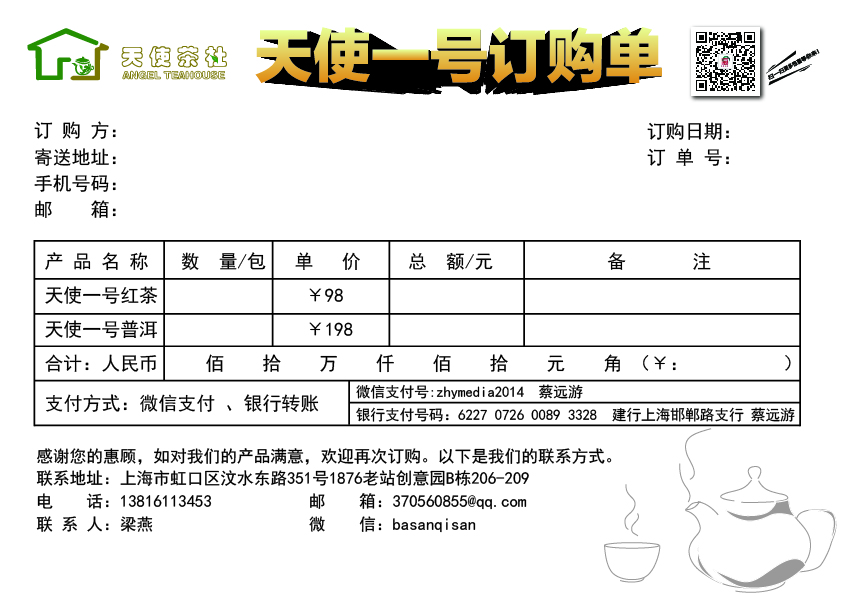 天使茶社
ANGEL TEAHOUSE
天使一号订购单
订 购 方：
订购日期：
寄送地址：
订 单 号：
手机号码：
邮　　箱：
产 品 名 称　数　量/包　单　价　总　额/元　备　注
天使一号红茶　￥98
天使一号普洱　￥198
合计：人民币　佰　拾　万　仟　佰　拾　元　角（￥：　　）
支付方式：微信支付 、银行转账
微信支付号:zhymedia2014 蔡远游
银行支付号码：6227 0726 0089 3328 建行上海邯郸路支行 蔡远游
感谢您的惠顾，如对我们的产品满意，欢迎再次订购。以下是我们的联系方式。
联系地址：上海市虹口区汶水东路351号1876老站创意园B栋206-209
电　　话：13816113453　邮　　箱：370560855@qq.com
联 系 人：梁燕　微　　信：basanqisan